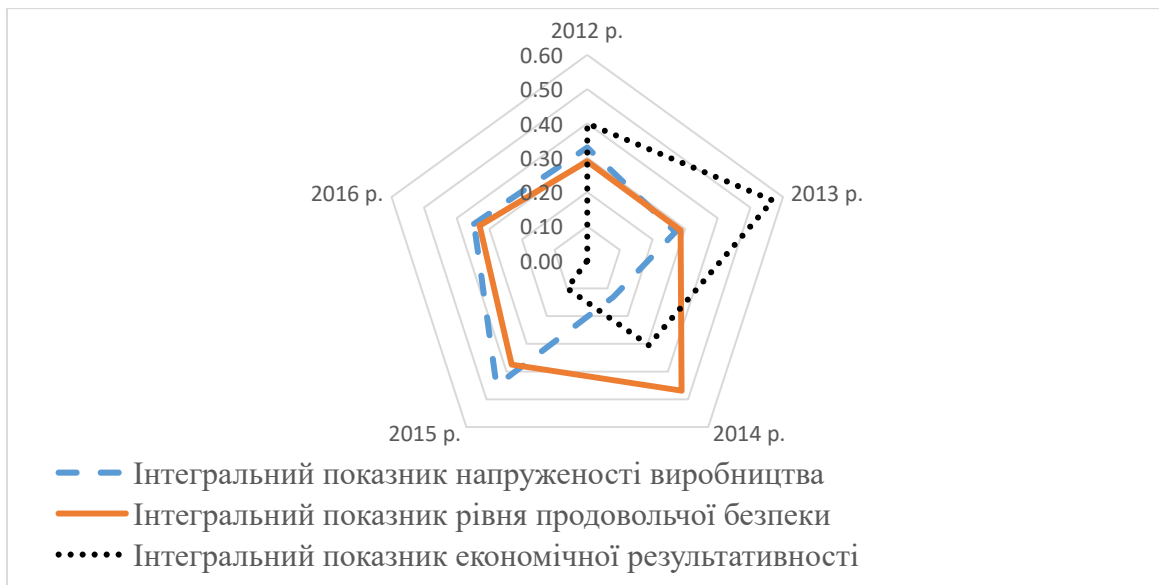 2012 р.
0.60
0.50
0.40
0.30
0.20
0.10
0.00
2016 р.
2013 р.
2015 р.
2014 р.
Інтегральний показник напруженості виробництва
Інтегральний показник рівня продовольчої безпеки
Інтегральний показник економічної результативності